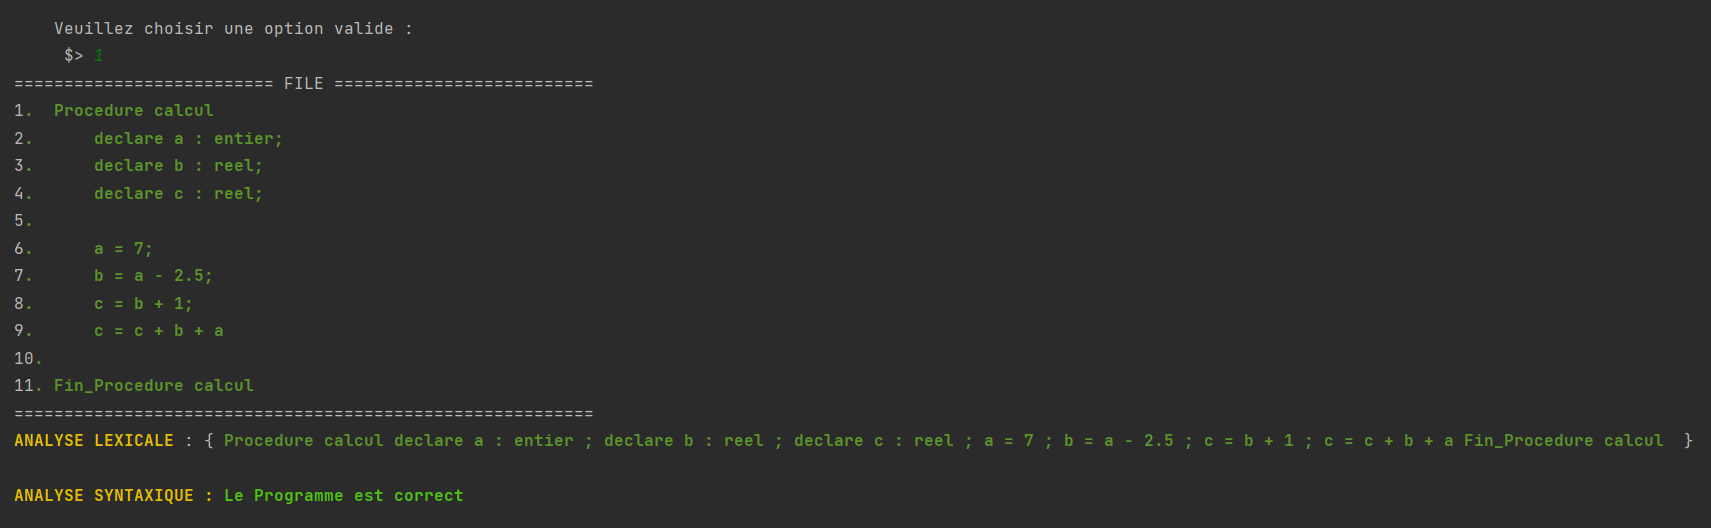 Veuillez choisir une option valide :
$> 1
========================== FILE ==========================
1.  Procedure calcul
2.      declare a : entier;
3.      declare b : reel;
4.      declare c : reel;
5.
6.      a = 7;
7.      b = a - 2.5;
8.      c = b + 1;
9.      c = c + b + a
10.
11. Fin_Procedure calcul
==========================================================
ANALYSE LEXICALE : { Procedure calcul declare a : entier ; declare b : reel ; declare c : reel ; a = 7 ; b = a - 2.5 ; c = b + 1 ; c = c + b + a Fin_Procedure calcul  }
ANALYSE SYNTAXIQUE : Le Programme est correct